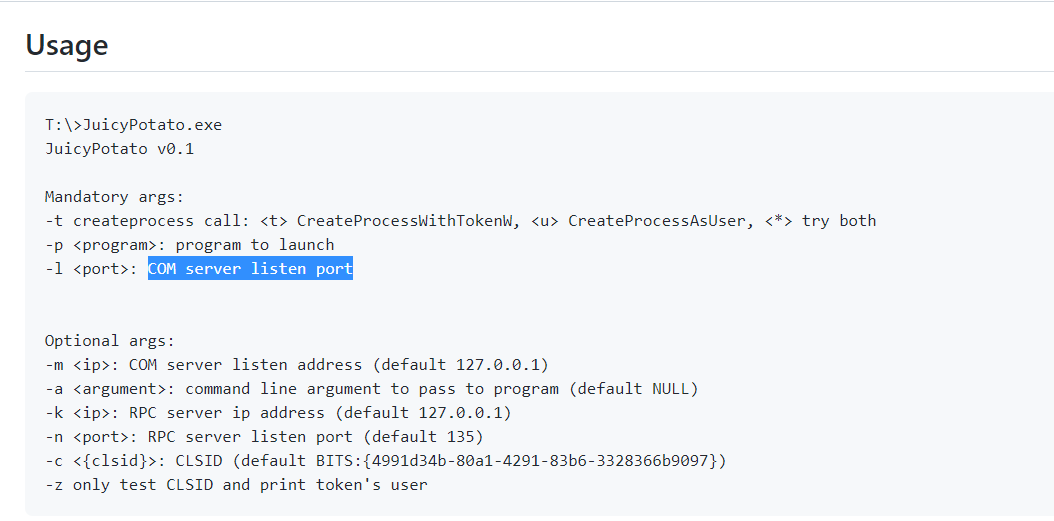 Usage
T:\>JuicyPotato.exe
JuicyPotato v0.1
Mandatory args:
-t createprocess call: <t> CreateProcessWithTokenW, <u> CreateProcessAsUser, <*> try both
-p <program>: program to launch
-l <port>: COM server listen port
Optional args:
-m <ip>: COM server listen address (default 127.0.0.1)
-a <argument>: command line argument to pass to program (default NULL)
-k <ip>: RPC server ip address (default 127.0.0.1)
-n <port>: RPC server listen port (default 135)
-c <{clsid}>: CLSID (default BITS:{4991d34b-80a1-4291-83b6-3328366b9097})
-z only test CLSID and print token's user